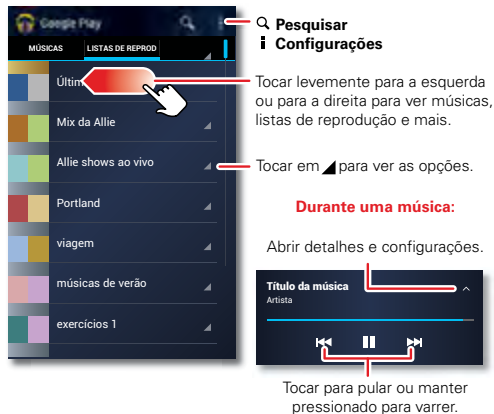 Google Play
MÚSICAS LISTAS DE REPROD
Mix da Allie
Allie shows ao vivo
Portland
viagem
músicas de verão
exercícios 1
Pesquisar
Configurações
Tocar levemente para a esquerda
ou para a direita para ver músicas,
listas de reprodução e mais.
Tocar em para ver as opções.
Durante uma música:
Abrir detalhes e configurações.
Título da música
Artista
Tocar para pular ou manter
pressionado para varrer.